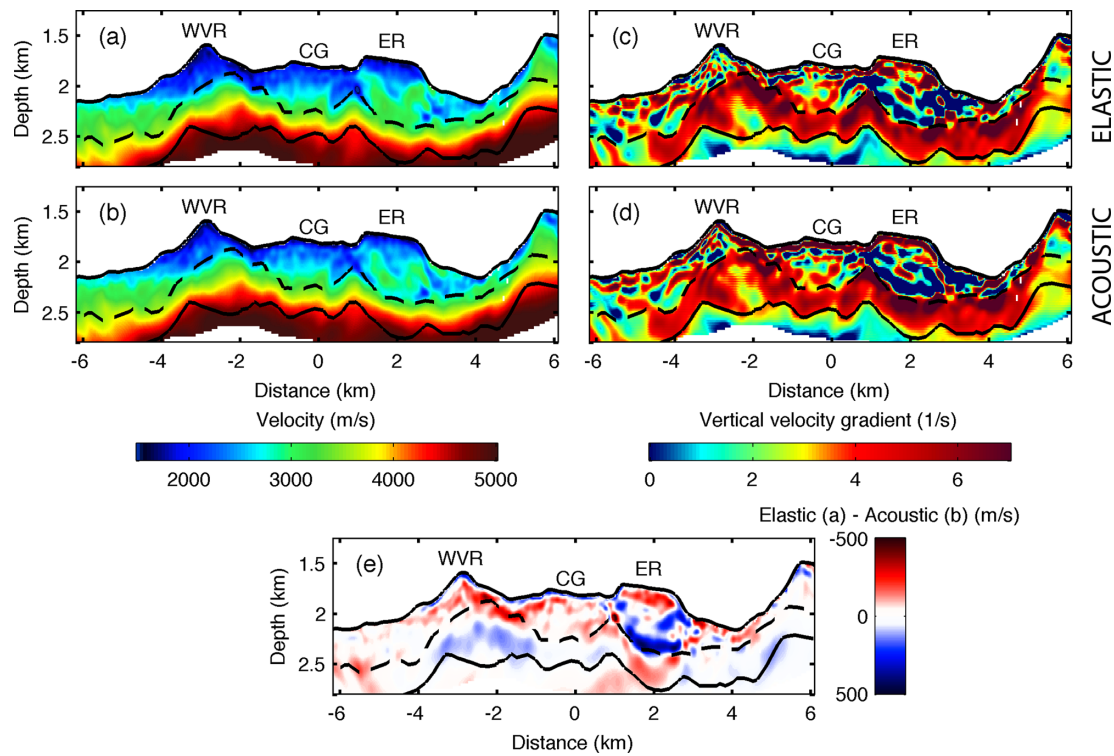 1.5
2
2.5
Depth (km)
(a)
WVR
CG
ER
(c)
WVR
CG
ER
ELASTIC
1.5
2
2.5
Depth (km)
(b)
WVR
CG
ER
(d)
WVR
CG
ER
ACOUSTIC
-6 -4 -2 0 2 4 6
-6 -4 -2 0 2 4 6
Distance (km)
Distance (km)
Velocity (m/s)
Vertical velocity gradient (1/s)
2000 3000 4000 5000
0 2 4 6
Elastic (a) - Acoustic (b) (m/s)
-500
0
500
1.5
2
2.5
Depth (km)
(e)
WVR
CG
ER
-6 -4 -2 0 2 4 6
Distance (km)